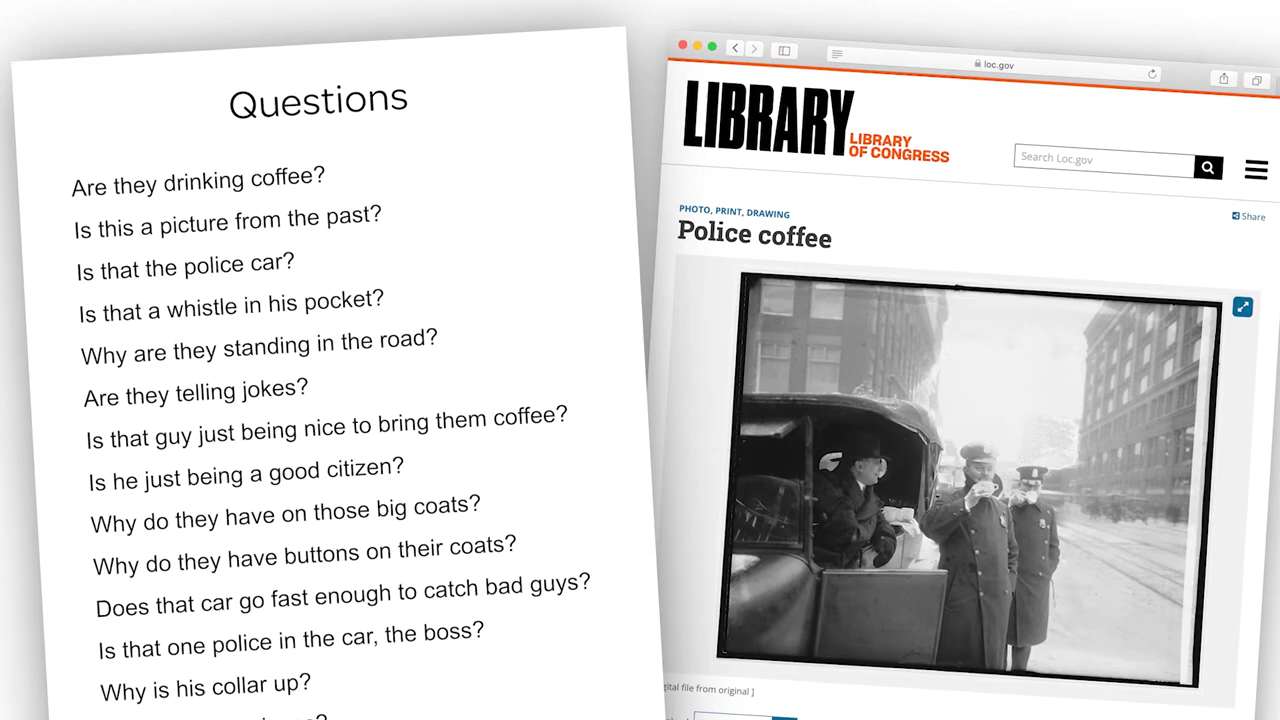 Questions
Are they drinking coffee?
Is this a picture from the past?
Is that the police car?
Is that a whistle in his pocket?
Why are they standing in the road?
Are they telling jokes?
Is that guy just being nice to bring them coffee?
Is he just being a good citizen?
Why do they have on those big coats?
Why do they have buttons on their coats?
Does that car go fast enough to catch bad guys?
Is that one police in the car, the boss?
Why is his collar up?
loc.gov
LIBRARY
LIBRARY
OF CONGRESS
Search Loc.gov
PHOTO, PRINT, DRAWING
Share
Police coffee
gital file from original ]